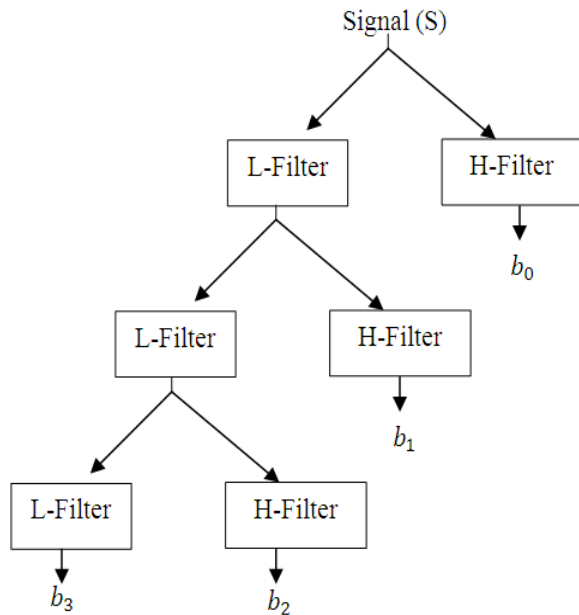 Signal (S)
L-Filter
H-Filter
b₀
L-Filter
H-Filter
b₁
L-Filter
H-Filter
b₃
b₂